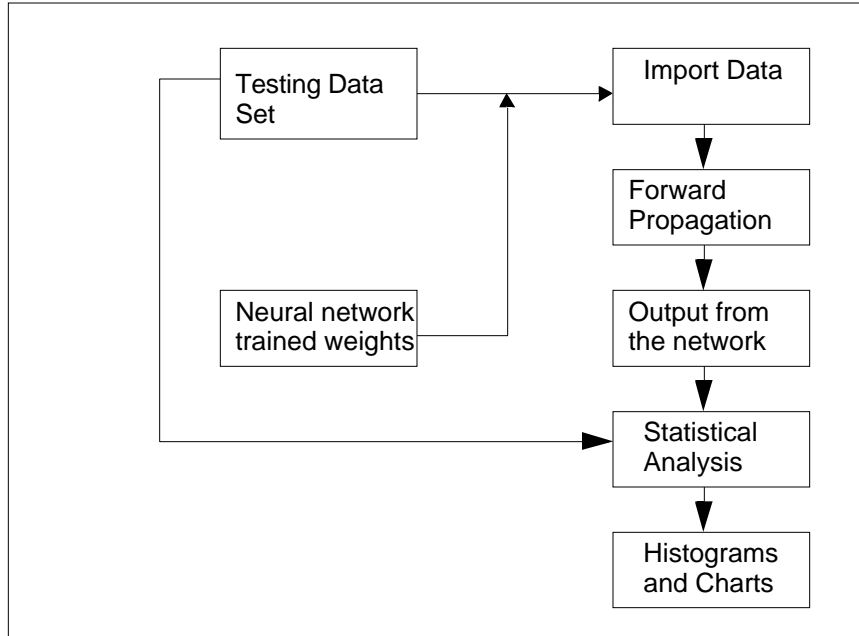 Testing Data
Set
Import Data
Forward
Propagation
Neural network
trained weights
Output from
the network
Statistical
Analysis
Histograms
and Charts